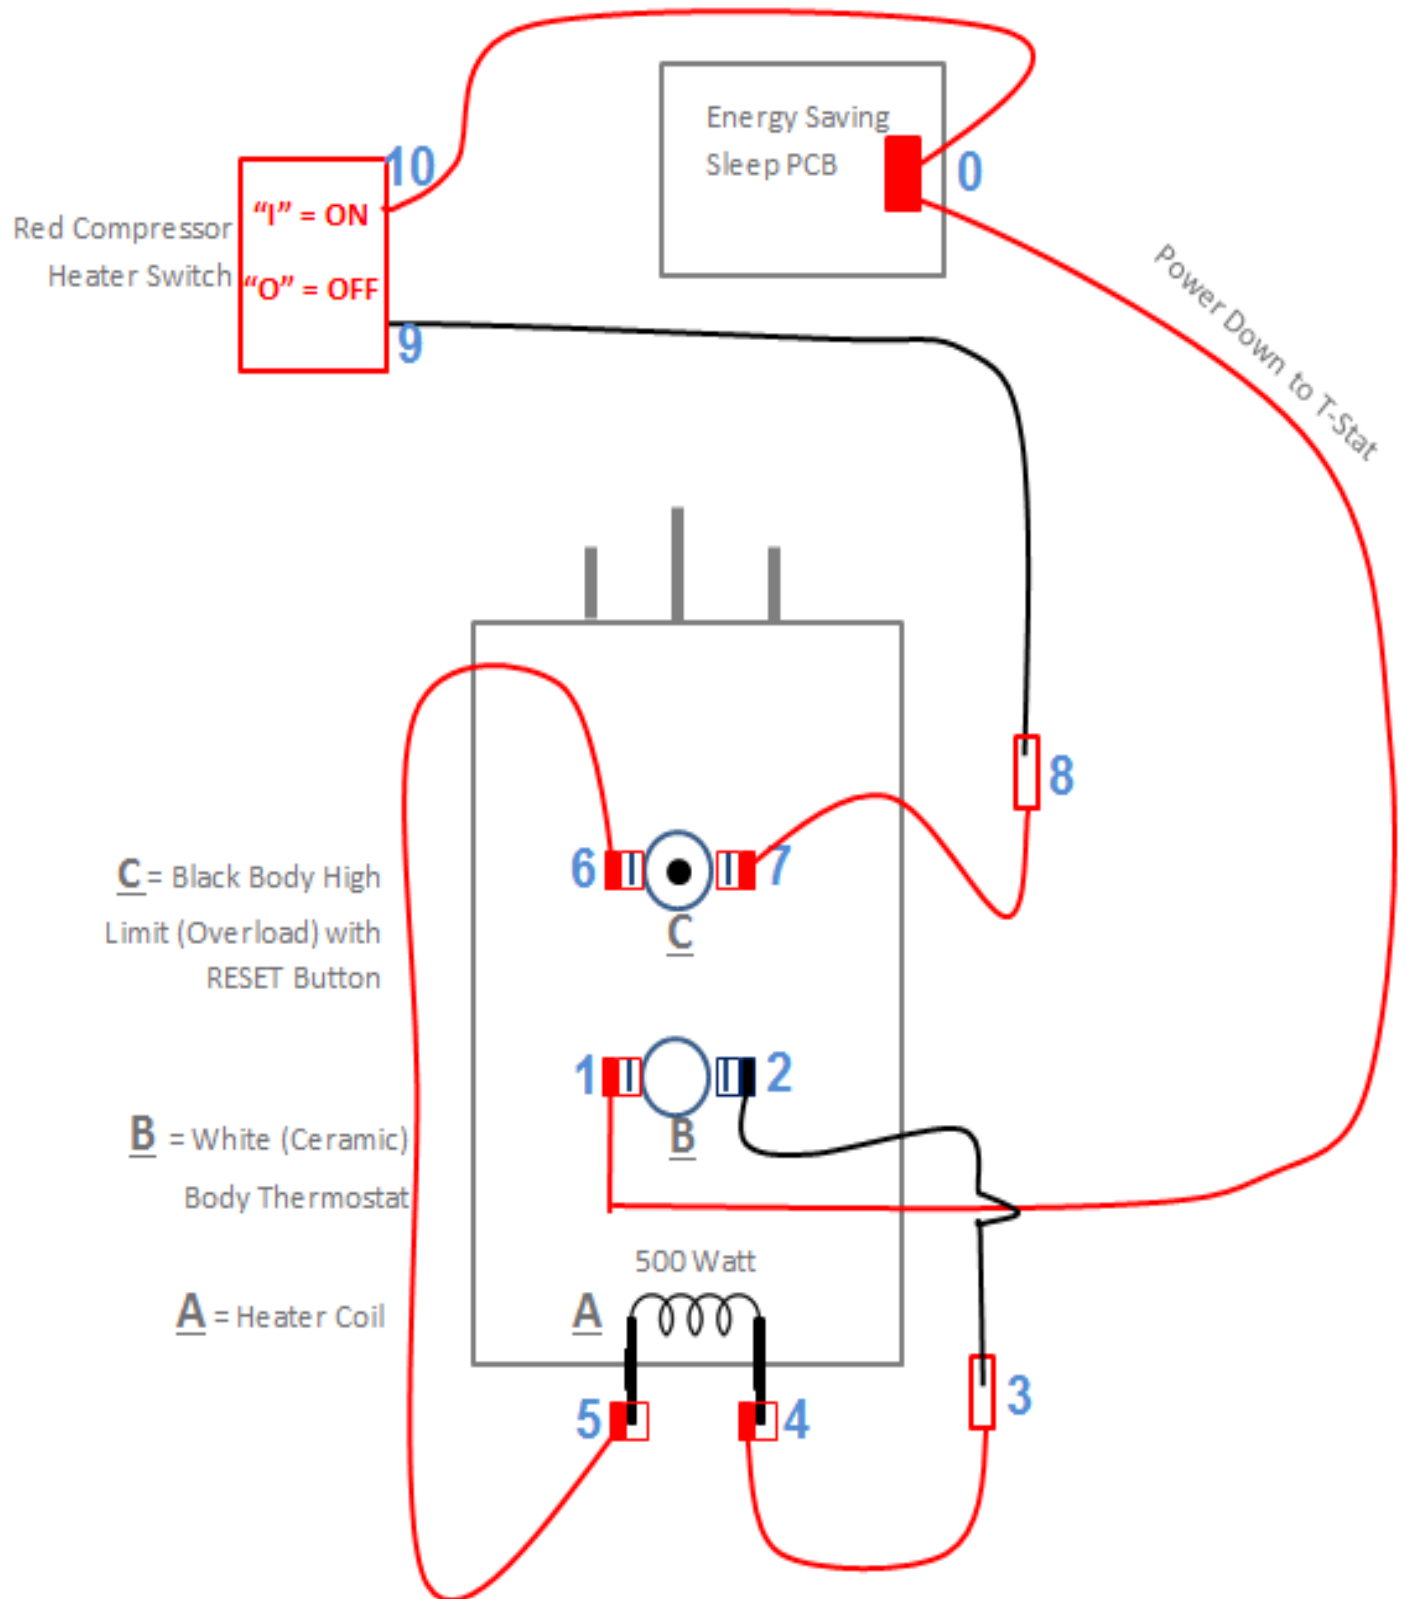 Energy Saving
Sleep PCB
0
10
"I" = ON
"O" = OFF
Red Compressor
Heater Switch
9
Power Down to T-Stat
8
6
7
C
C = Black Body High
Limit (Overload) with
RESET Button
1
2
B
B = White (Ceramic)
Body Thermostat
500 Watt
A
A = Heater Coil
3
5
4